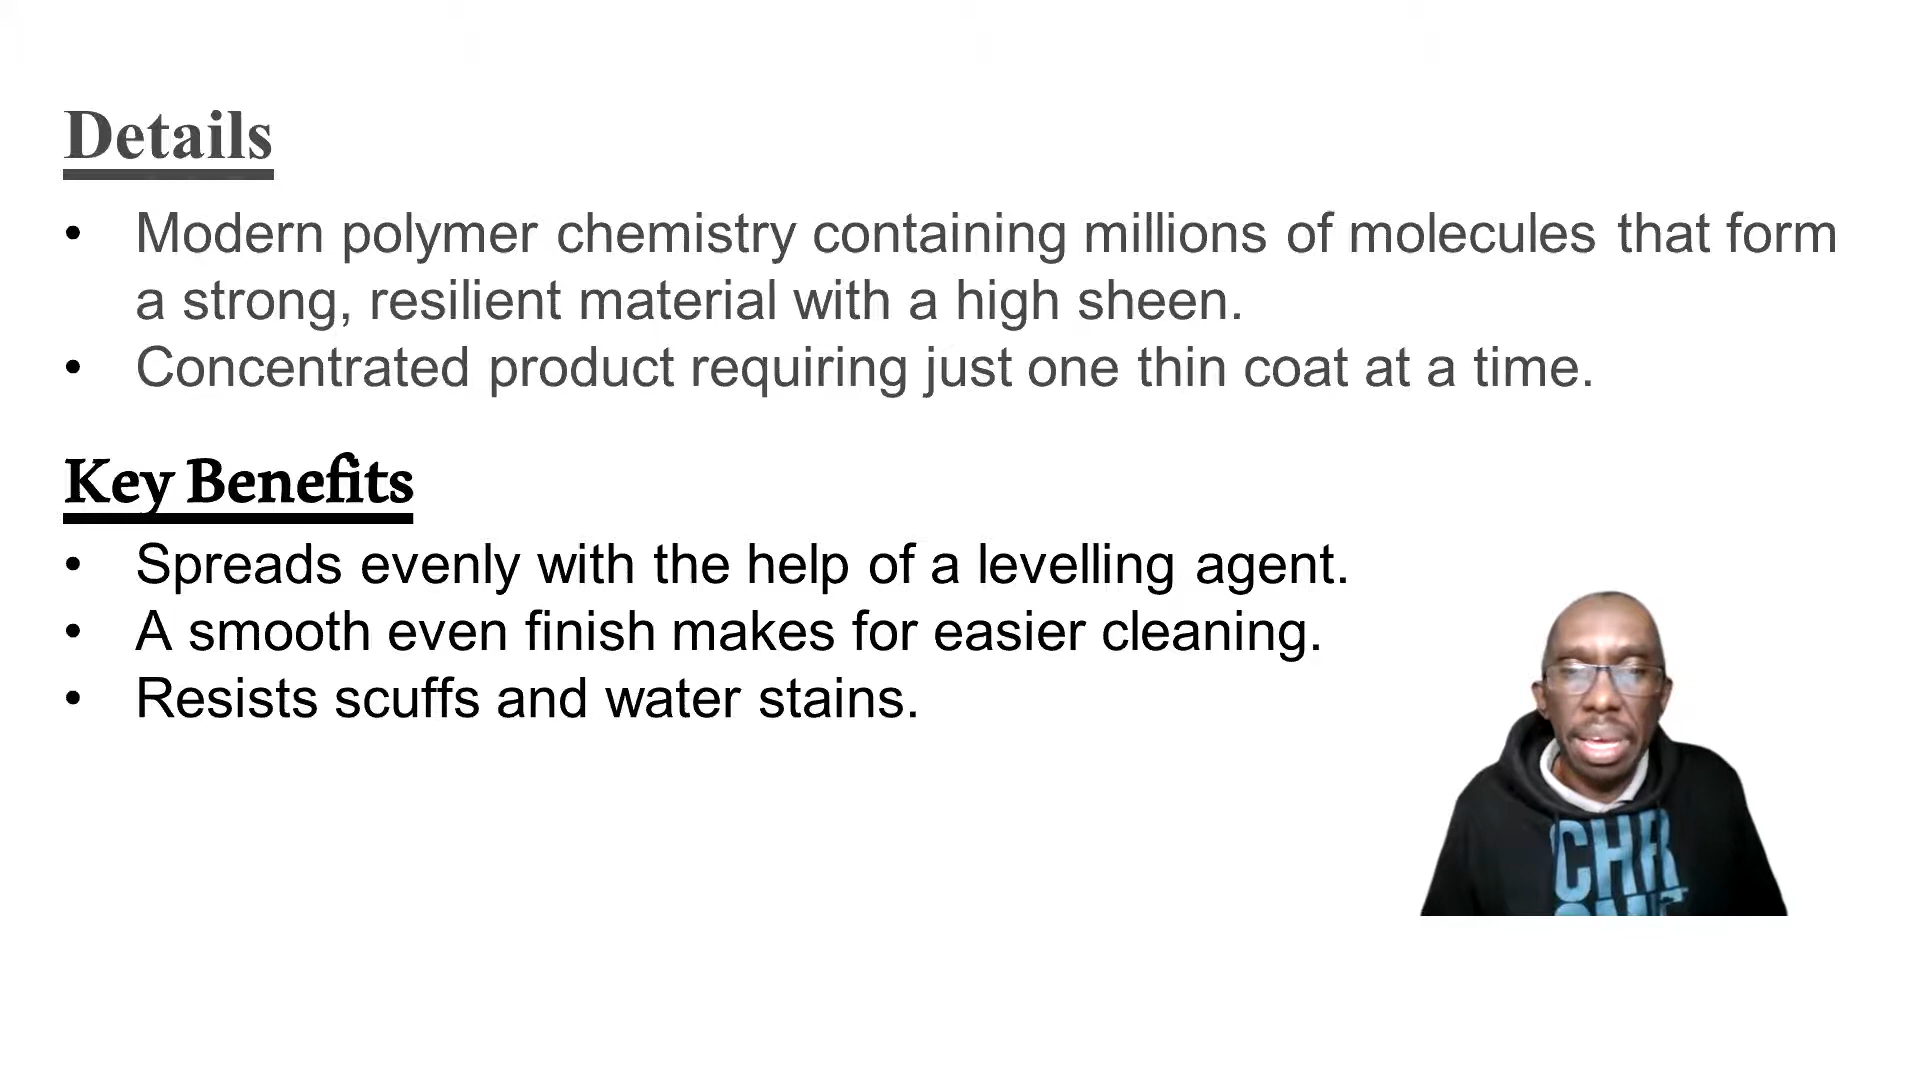 Details
• Modern polymer chemistry containing millions of molecules that form
a strong, resilient material with a high sheen.
• Concentrated product requiring just one thin coat at a time.
Key Benefits
• Spreads evenly with the help of a levelling agent.
• A smooth even finish makes for easier cleaning.
• Resists scuffs and water stains.
CHR